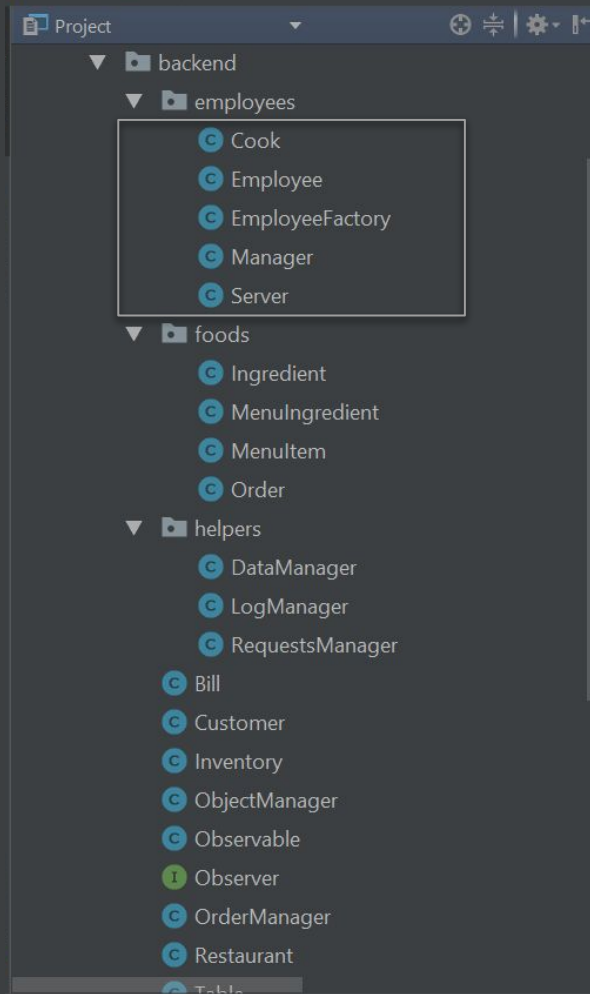 Project
backend
employees
C Cook
C Employee
C EmployeeFactory
C Manager
C Server
foods
C Ingredient
C MenuIngredient
C MenuItem
C Order
helpers
C DataManager
C LogManager
C RequestsManager
C Bill
C Customer
C Inventory
C ObjectManager
C Observable
I Observer
C OrderManager
C Restaurant
C Table